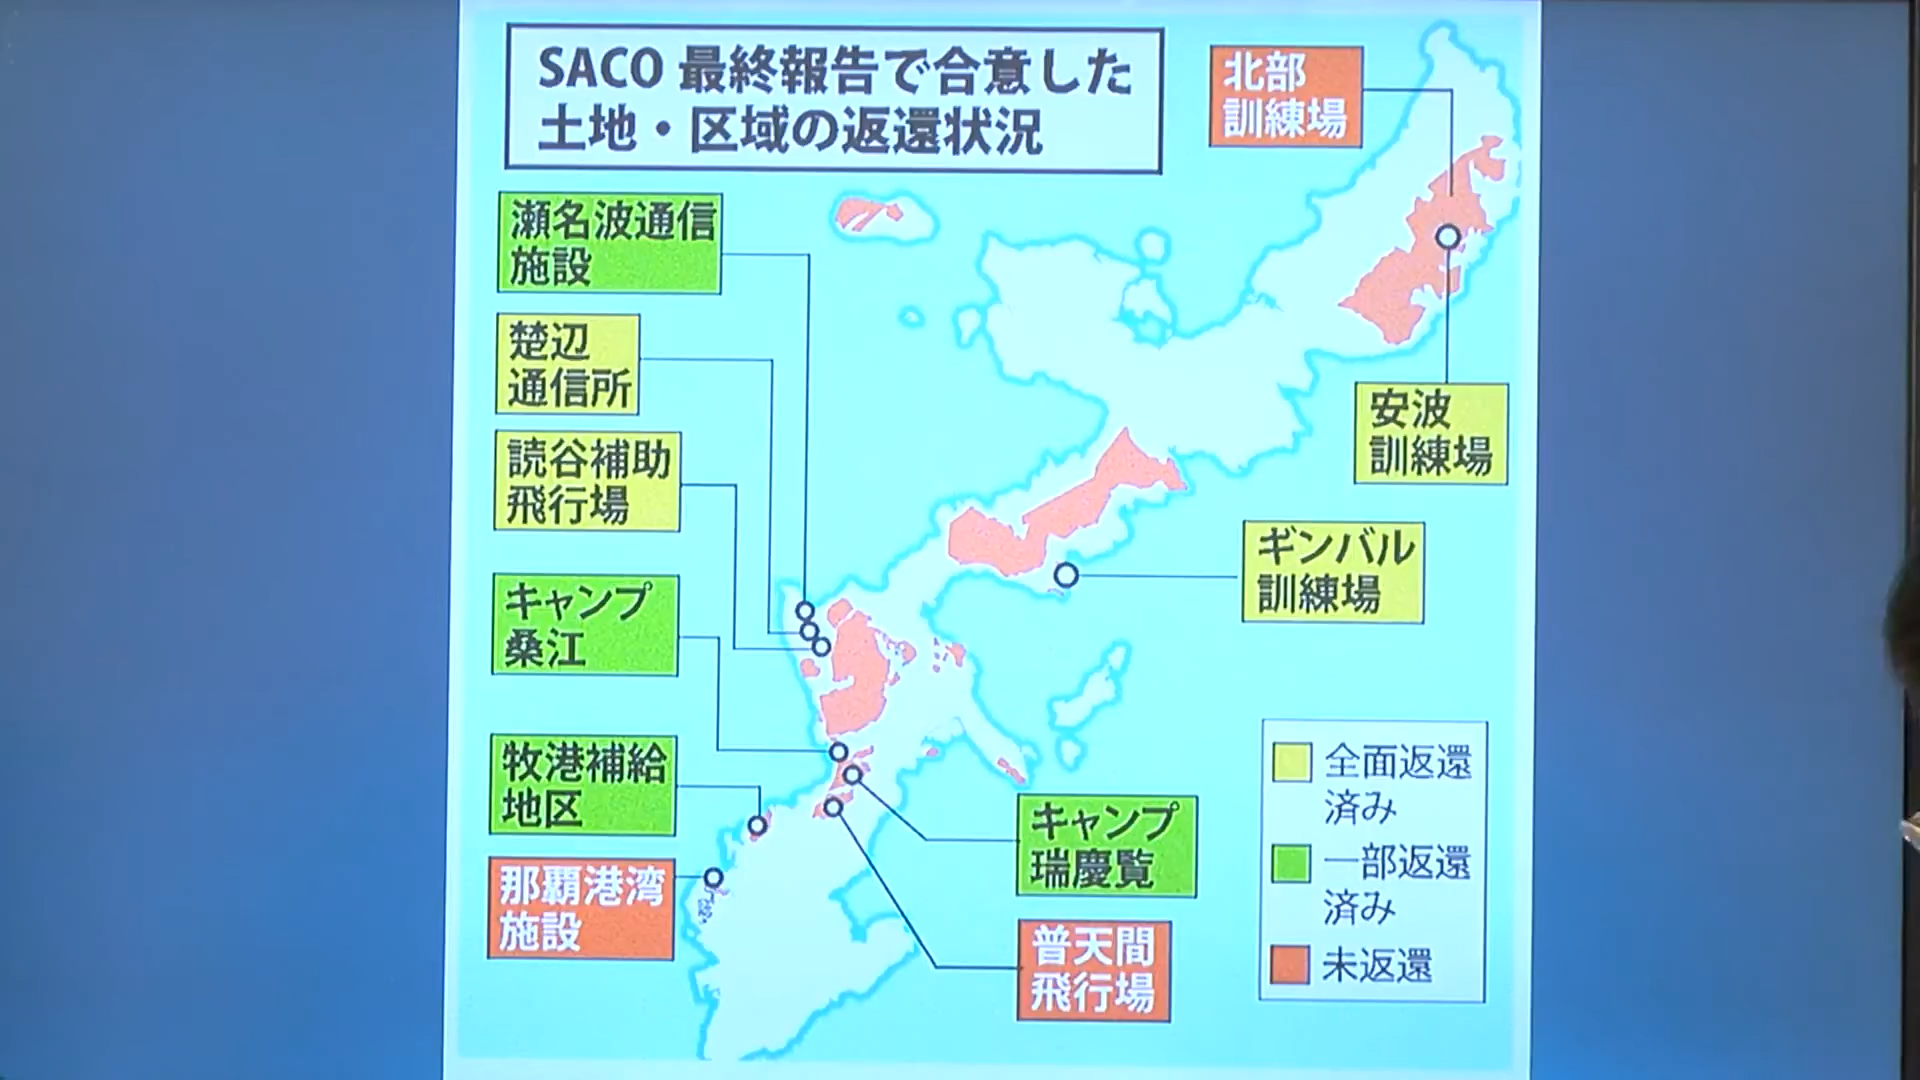 SACO 最終報告で合意した
土地・区域の返還状況
北部
訓練場
瀬名波通信
施設
楚辺
通信所
読谷補助
飛行場
安波
訓練場
ギンバル
訓練場
キャンプ
桑江
牧港補給
地区
キャンプ
瑞慶覧
那覇港湾
施設
普天間
飛行場
全面返還
済み
一部返還
済み
未返還